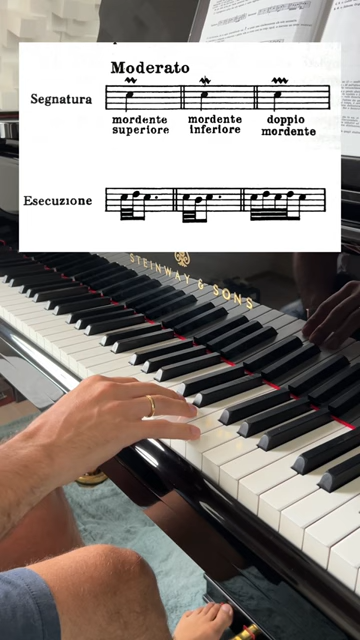 Moderato
Segnatura
mordente superiore
mordente inferiore
doppio mordente
Esecuzione
STEINWAY & SONS